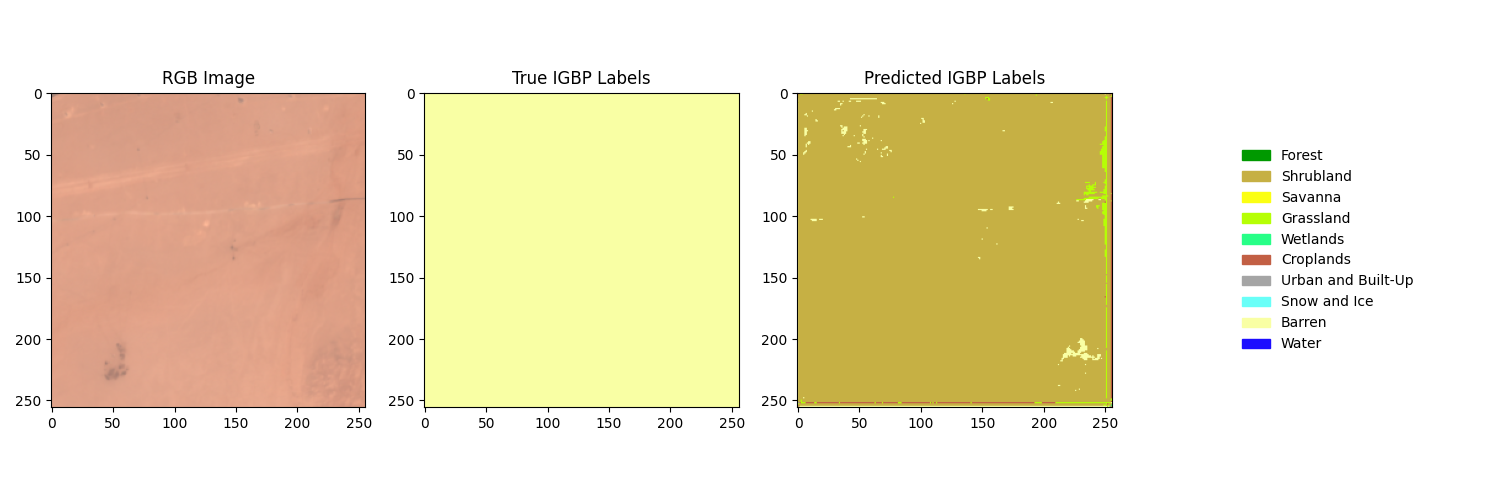 RGB Image
True IGBP Labels
Predicted IGBP Labels
0
50
100
150
200
250
0 50 100 150 200 250
0
50
100
150
200
250
0 50 100 150 200 250
0
50
100
150
200
250
0 50 100 150 200 250
Forest
Shrubland
Savanna
Grassland
Wetlands
Croplands
Urban and Built-Up
Snow and Ice
Barren
Water